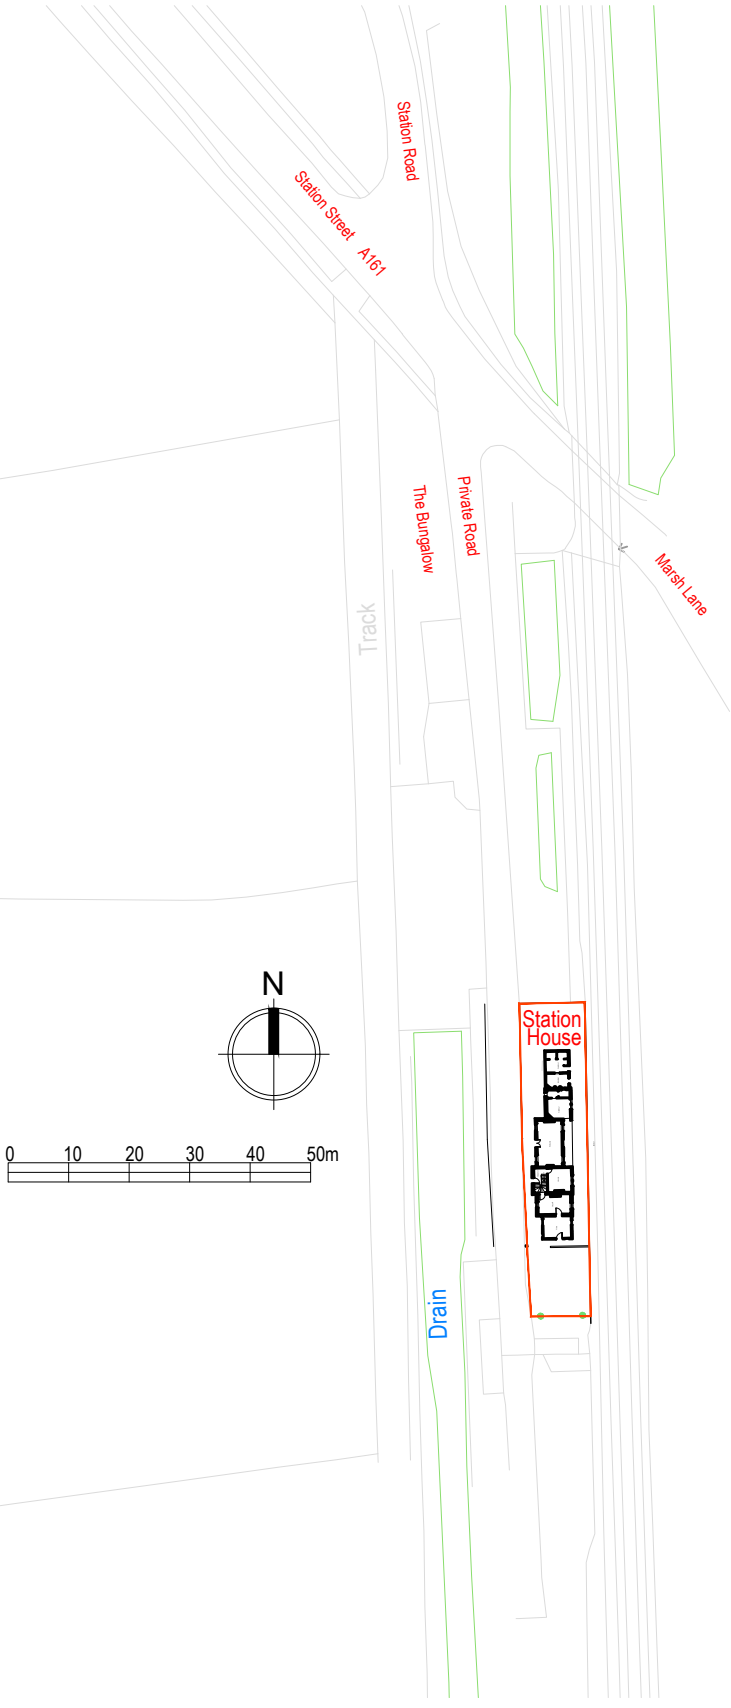 Station Road
Station Street A161
Private Road
The Bungalow
Marsh Lane
Track
N
Station
House
0 10 20 30 40 50m
Drain